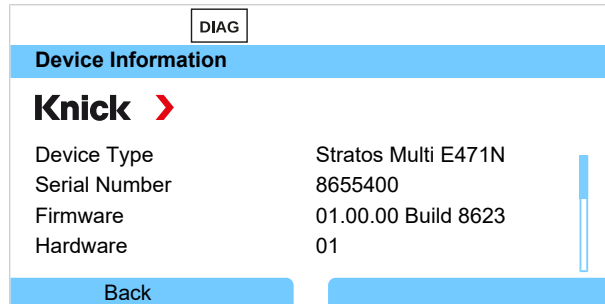 DIAG
Device Information
Knick
Device Type Stratos Multi E471N
Serial Number 8655400
Firmware 01.00.00 Build 8623
Hardware 01
Back